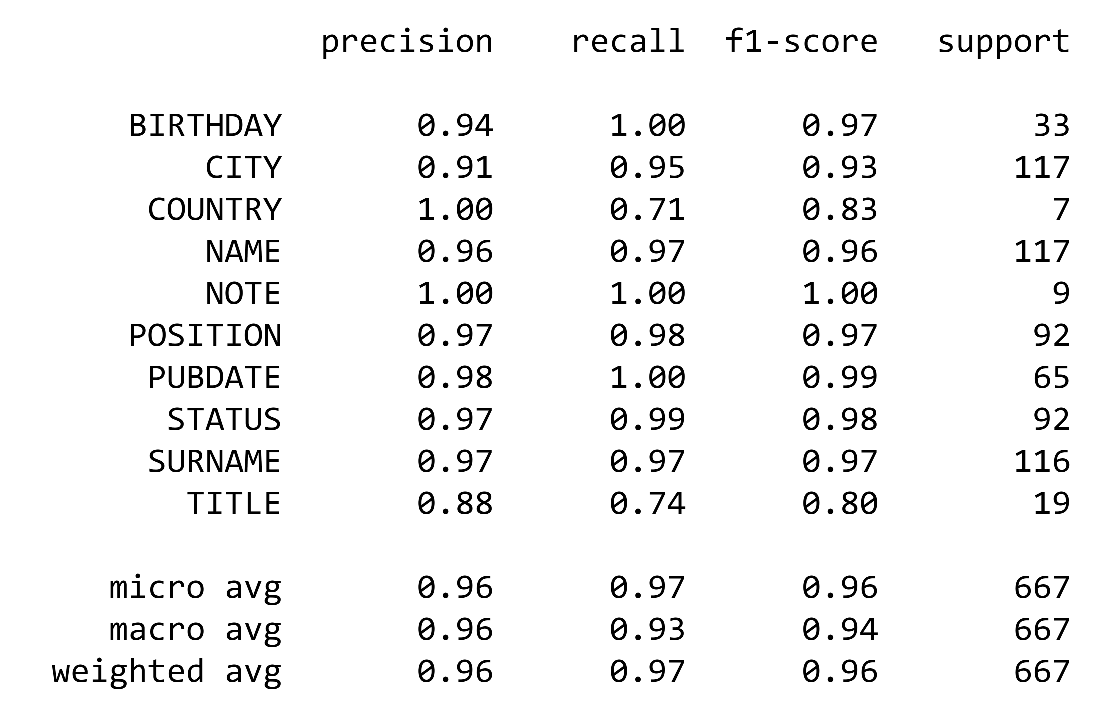 precision recall f1-score support
BIRTHDAY 0.94 1.00 0.97 33
CITY 0.91 0.95 0.93 117
COUNTRY 1.00 0.71 0.83 7
NAME 0.96 0.97 0.96 117
NOTE 1.00 1.00 1.00 9
POSITION 0.97 0.98 0.97 92
PUBDATE 0.98 1.00 0.99 65
STATUS 0.97 0.99 0.98 92
SURNAME 0.97 0.97 0.97 116
TITLE 0.88 0.74 0.80 19
micro avg 0.96 0.97 0.96 667
macro avg 0.96 0.93 0.94 667
weighted avg 0.96 0.97 0.96 667